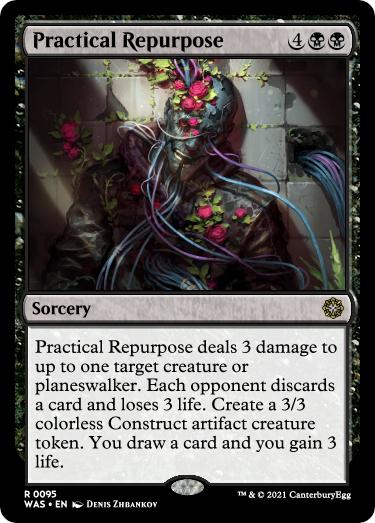 Practical Repurpose 4
Sorcery
Practical Repurpose deals 3 damage to
up to one target creature or
planeswalker. Each opponent discards
a card and loses 3 life. Create a 3/3
colorless Construct artifact creature
token. You draw a card and you gain 3
life.
R 0095
WAS • EN Denis Zhbankov
™ & © 2021 CanterburyEgg